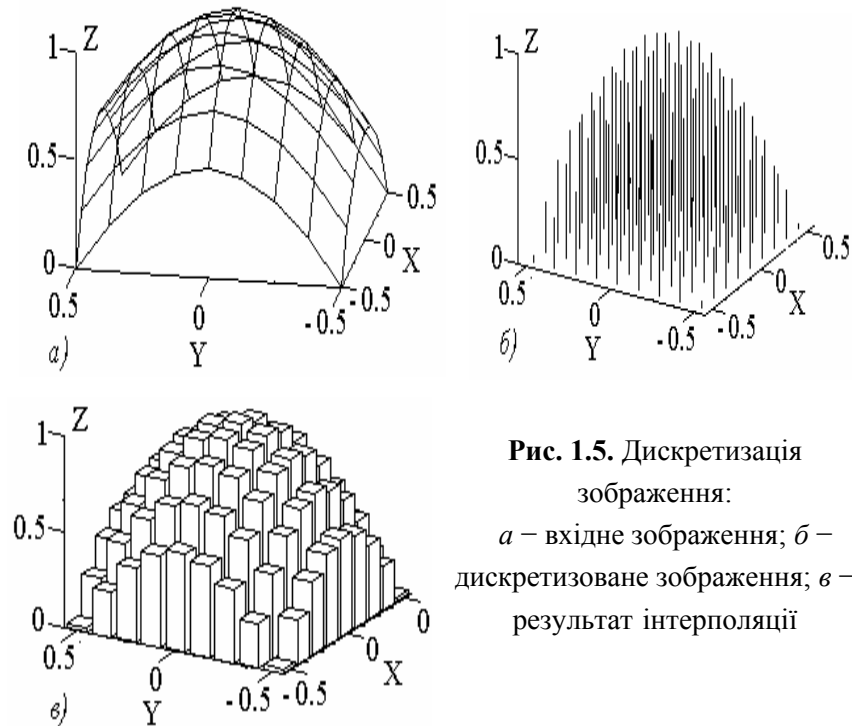 Z
1
0.5
0
0.5
0
-0.5
Y
-0.5
0
0.5
X
а)
Z
1
0.5
0
0.5
0
-0.5
Y
-0.5
0
0.5
X
б)
Z
1
0.5
0
0.5
0
-0.5
Y
-0.5
0
0
X
в)
Рис. 1.5. Дискретизація
зображення:
а − вхідне зображення; б −
дискретизоване зображення; в −
результат інтерполяції